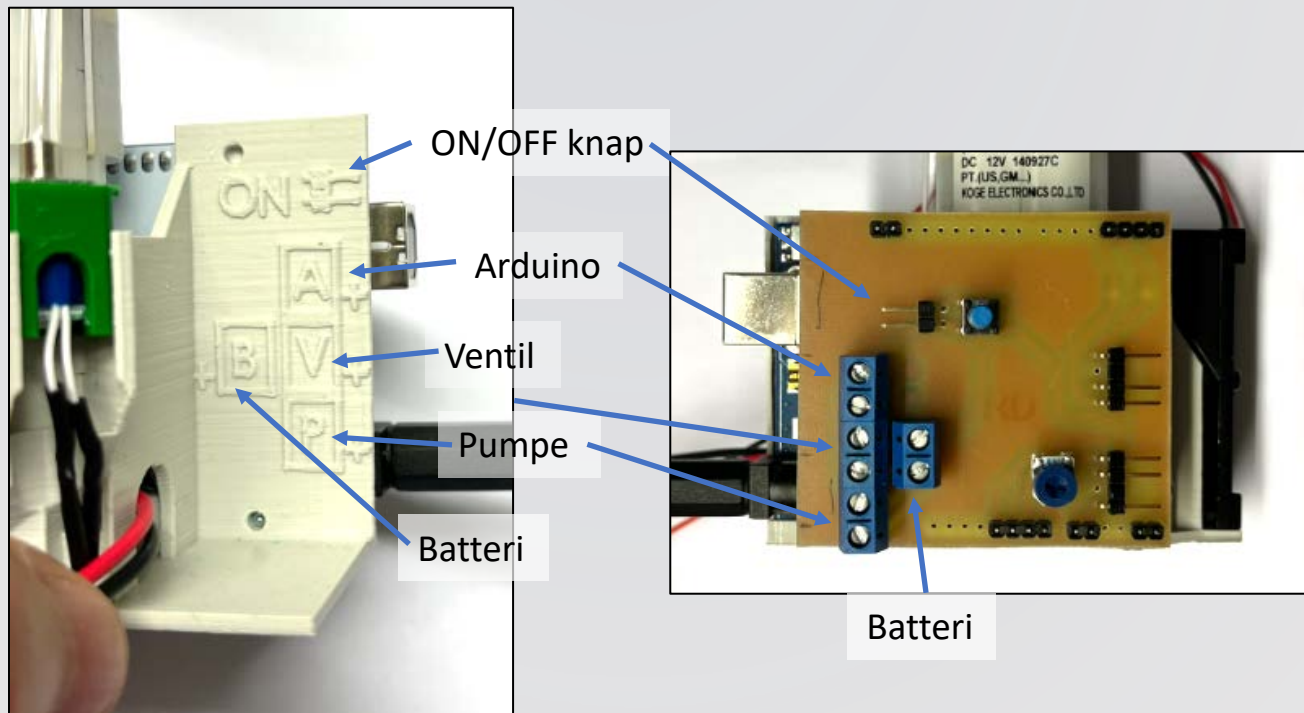 ON/OFF knap
Arduino
Ventil
Pumpe
Batteri
ON
A
V
B
P
DC 12V 140927C
PT.(US,GM...)
KOGE ELECTRONICS CO.,LTD
Batteri